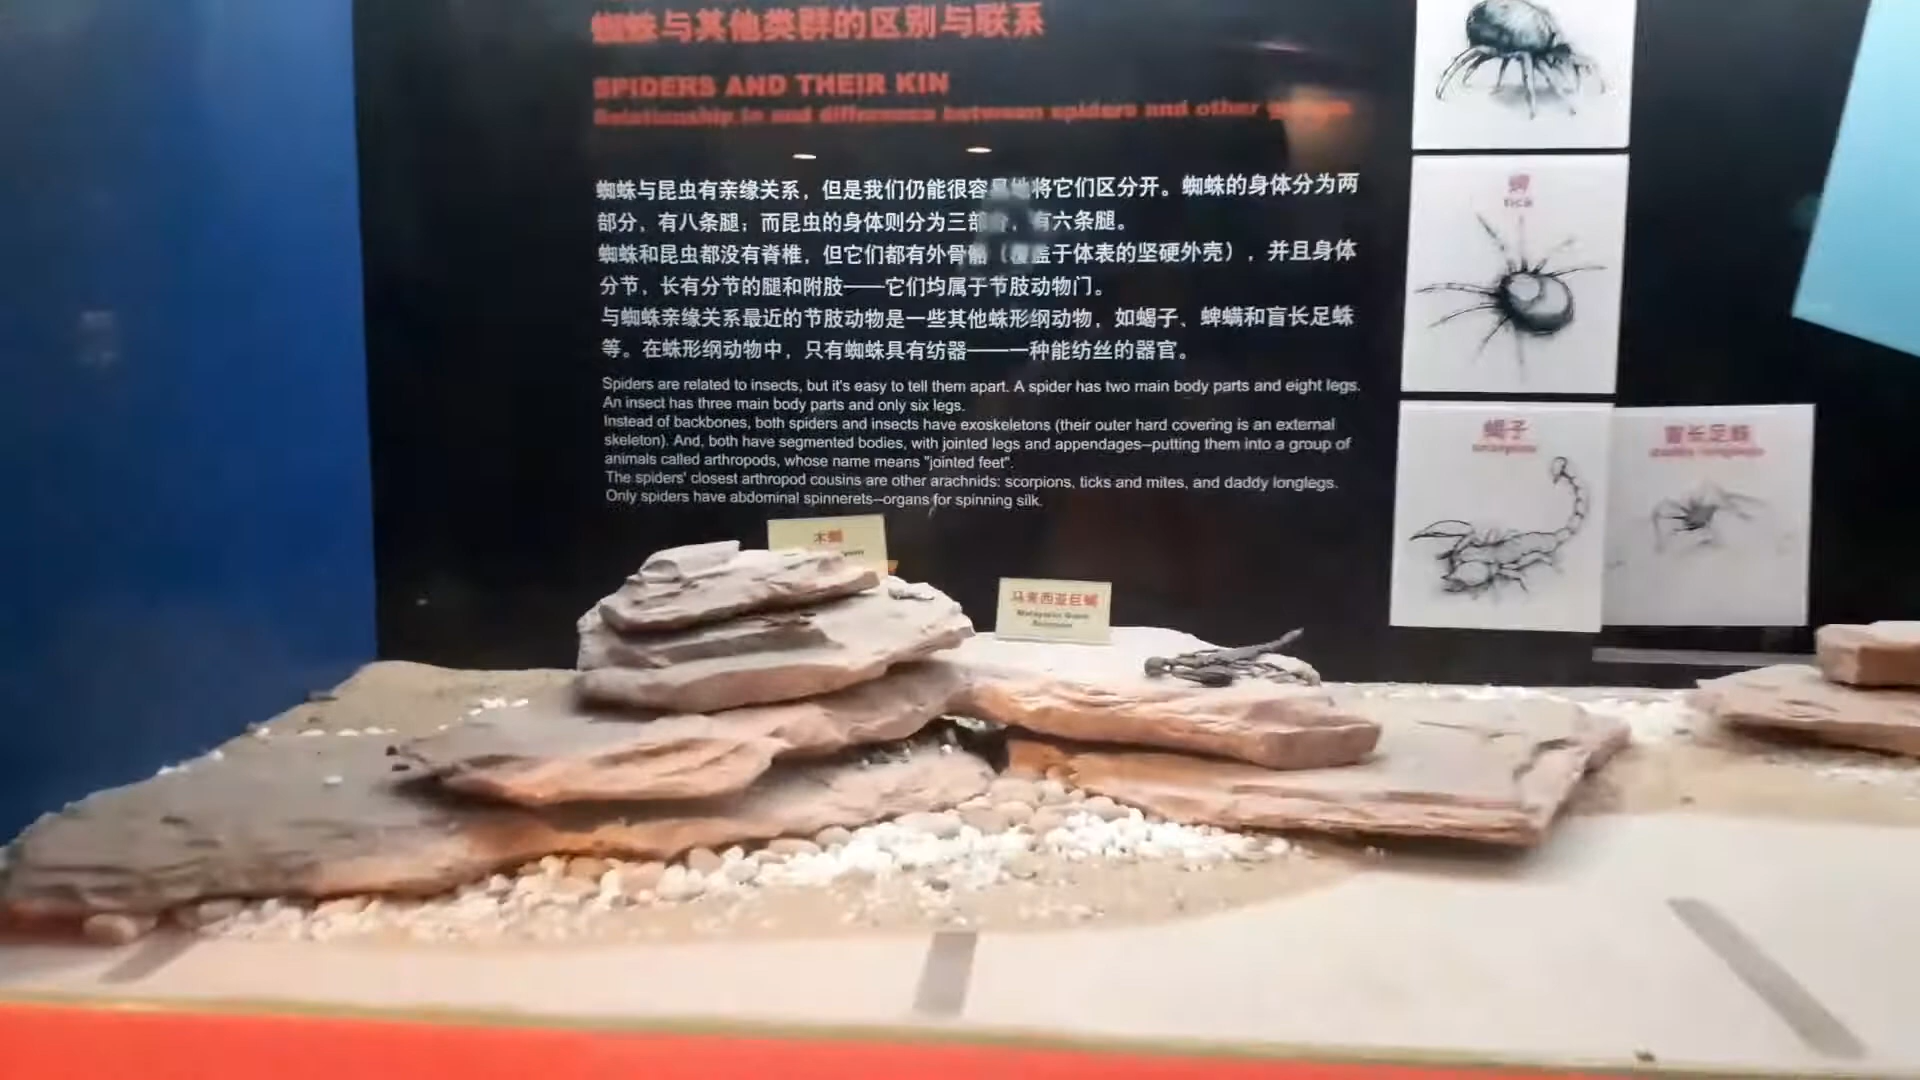 蜘蛛与其他类群的区别与联系
SPIDERS AND THEIR KIN
Relationship to and difference between spiders and other
蜘蛛与昆虫有亲缘关系，但是我们仍能很容易地将它们区分开。蜘蛛的身体分为两
部分，有八条腿；而昆虫的身体则分为三部分，有六条腿。
蜘蛛和昆虫都没有脊椎，但它们都有外骨骼（覆盖于体表的坚硬外壳），并且身体
分节，长有分节的腿和附肢——它们均属于节肢动物门。
与蜘蛛亲缘关系最近的节肢动物是一些其他蛛形纲动物，如蝎子、蜱螨和盲长足蛛
等。在蛛形纲动物中，只有蜘蛛具有纺器——一种能纺丝的器官。
Spiders are related to insects, but it's easy to tell them apart. A spider has two main body parts and eight legs.
An insect has three main body parts and only six legs.
Instead of backbones, both spiders and insects have exoskeletons (their outer hard covering is an external
skeleton). And, both have segmented bodies, with jointed legs and appendages--putting them into a group of
animals called arthropods, whose name means "jointed feet".
The spiders' closest arthropod cousins are other arachnids: scorpions, ticks and mites, and daddy longlegs.
Only spiders have abdominal spinnerets--organs for spinning silk.
蜱
tick
蝎子
scorpion
盲长足蛛
daddy longlegs
马来西亚巨蝎
Malaysian Giant
Scorpion